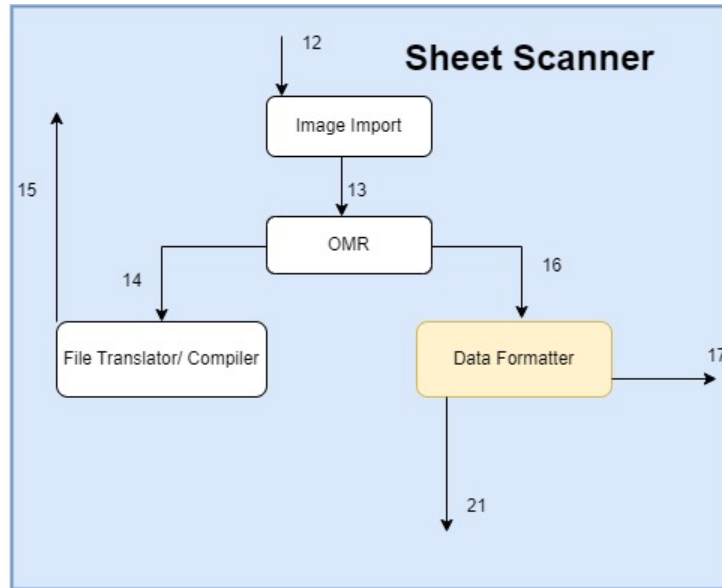 12
Sheet Scanner
Image Import
15
13
OMR
14
16
File Translator/ Compiler
Data Formatter
17
21